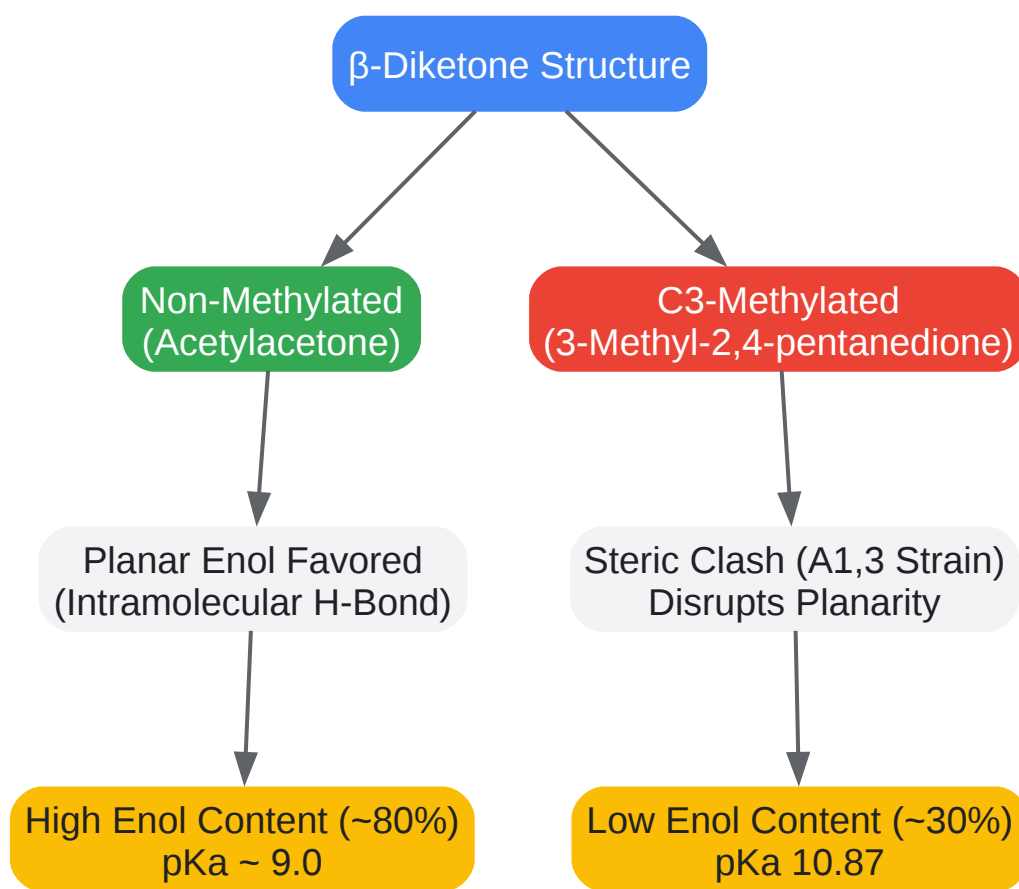 β-Diketone Structure
Non-Methylated
(Acetylacetone)
C3-Methylated
(3-Methyl-2,4-pentanedione)
Planar Enol Favored
(Intramolecular H-Bond)
Steric Clash (A1,3 Strain)
Disrupts Planarity
High Enol Content (~80%)
pKa ~ 9.0
Low Enol Content (~30%)
pKa 10.87